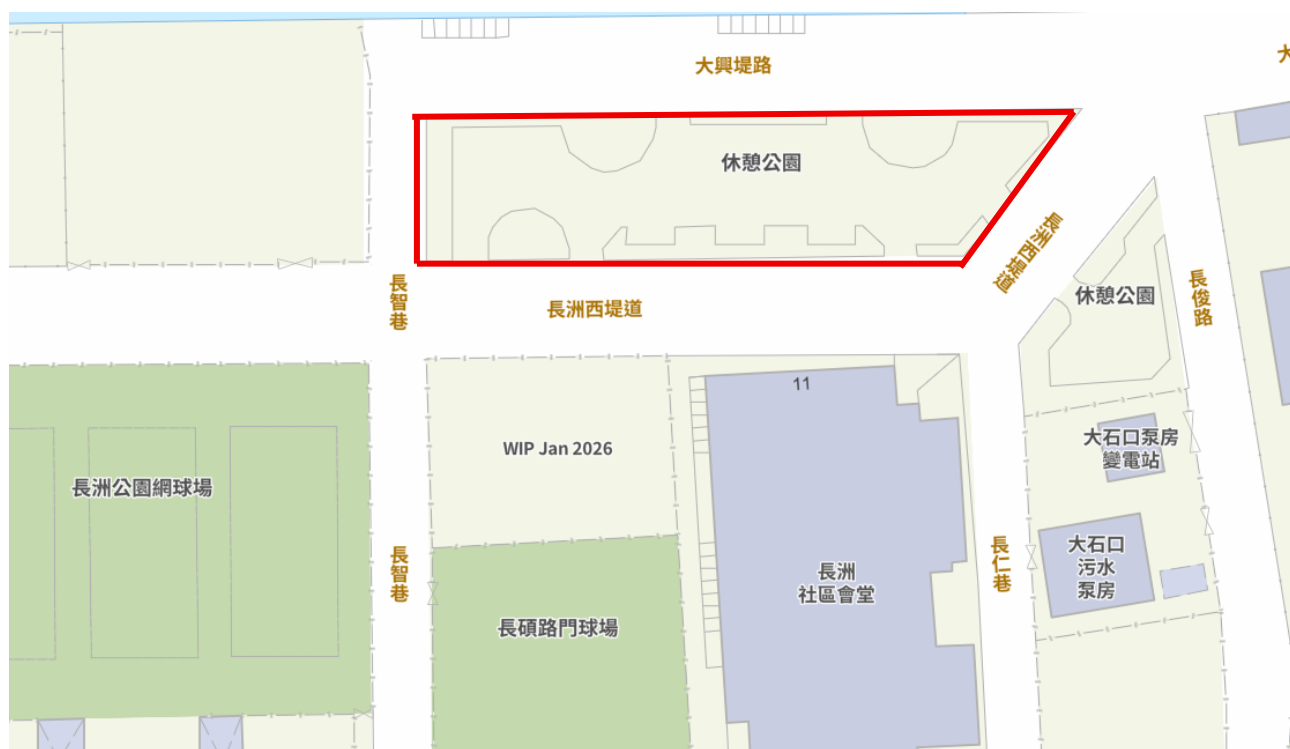 大興堤路
大
休憩公園
長洲西堤道
休憩公園
長智巷
長洲西堤道
長俊路
11
大石口泵房
變電站
WIP Jan 2026
長洲公園網球場
長智巷
長仁巷
大石口
污水
泵房
長洲
社區會堂
長碩路門球場